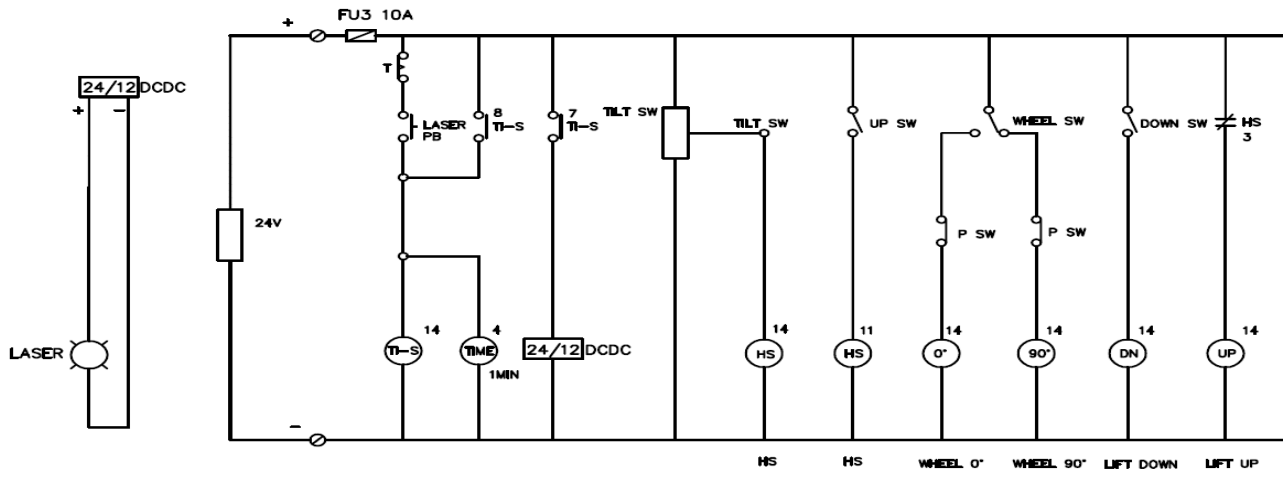 FU3 10A
+
24/12 DCDC
+ −
T
LASER PB
8
TI-S
7
TI-S
TILT SW
TILT SW
UP SW
WHEEL SW
DOWN SW
HS
3
24V
P SW
P SW
LASER
14
TI-S
4
TIME
1MIN
24/12 DCDC
14
HS
11
HS
14
0°
14
90°
14
DN
14
UP
−
HS
HS
WHEEL 0°
WHEEL 90°
LIFT DOWN
LIFT UP